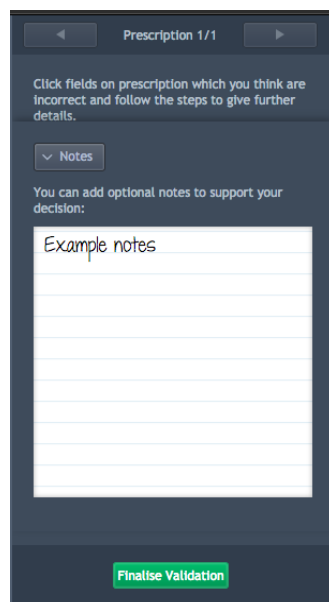 Prescription 1/1
Click fields on prescription which you think are
incorrect and follow the steps to give further
details.
Notes
You can add optional notes to support your
decision:
Example notes
Finalise Validation